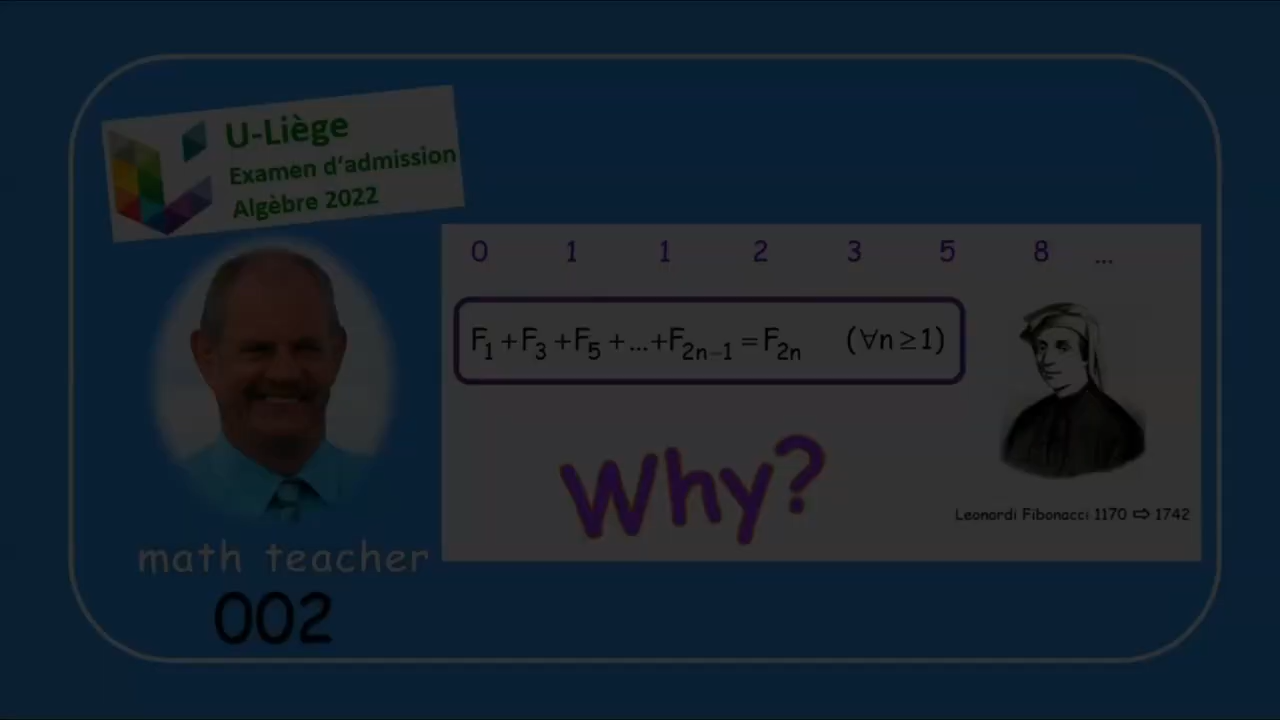 U-Liège
Examen d'admission
Algèbre 2022
0 1 1 2 3 5 8 ...
F₁+F₃+F₅+...+F₂ₙ₋₁=F₂ₙ (∀n≥1)
Why?
Leonardi Fibonacci 1170 ⇨ 1742
math teacher
002